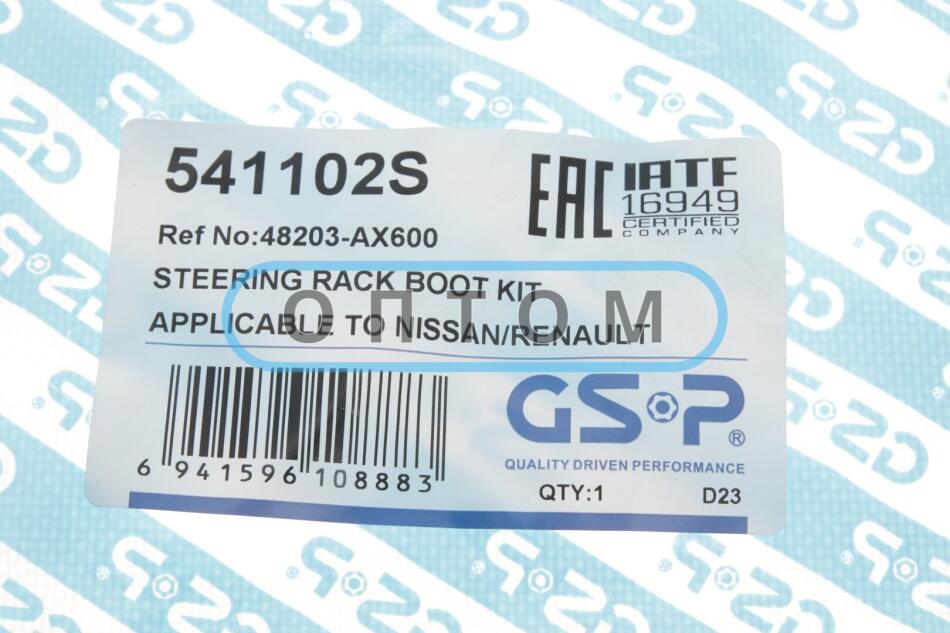 541102S
EAC
IATF
16949
CERTIFIED
COMPANY
Ref No:48203-AX600
STEERING RACK BOOT KIT
ОПТОМ
APPLICABLE TO NISSAN/RENAULT
GSP®
QUALITY DRIVEN PERFORMANCE
6 941596 108883
QTY:1
D23